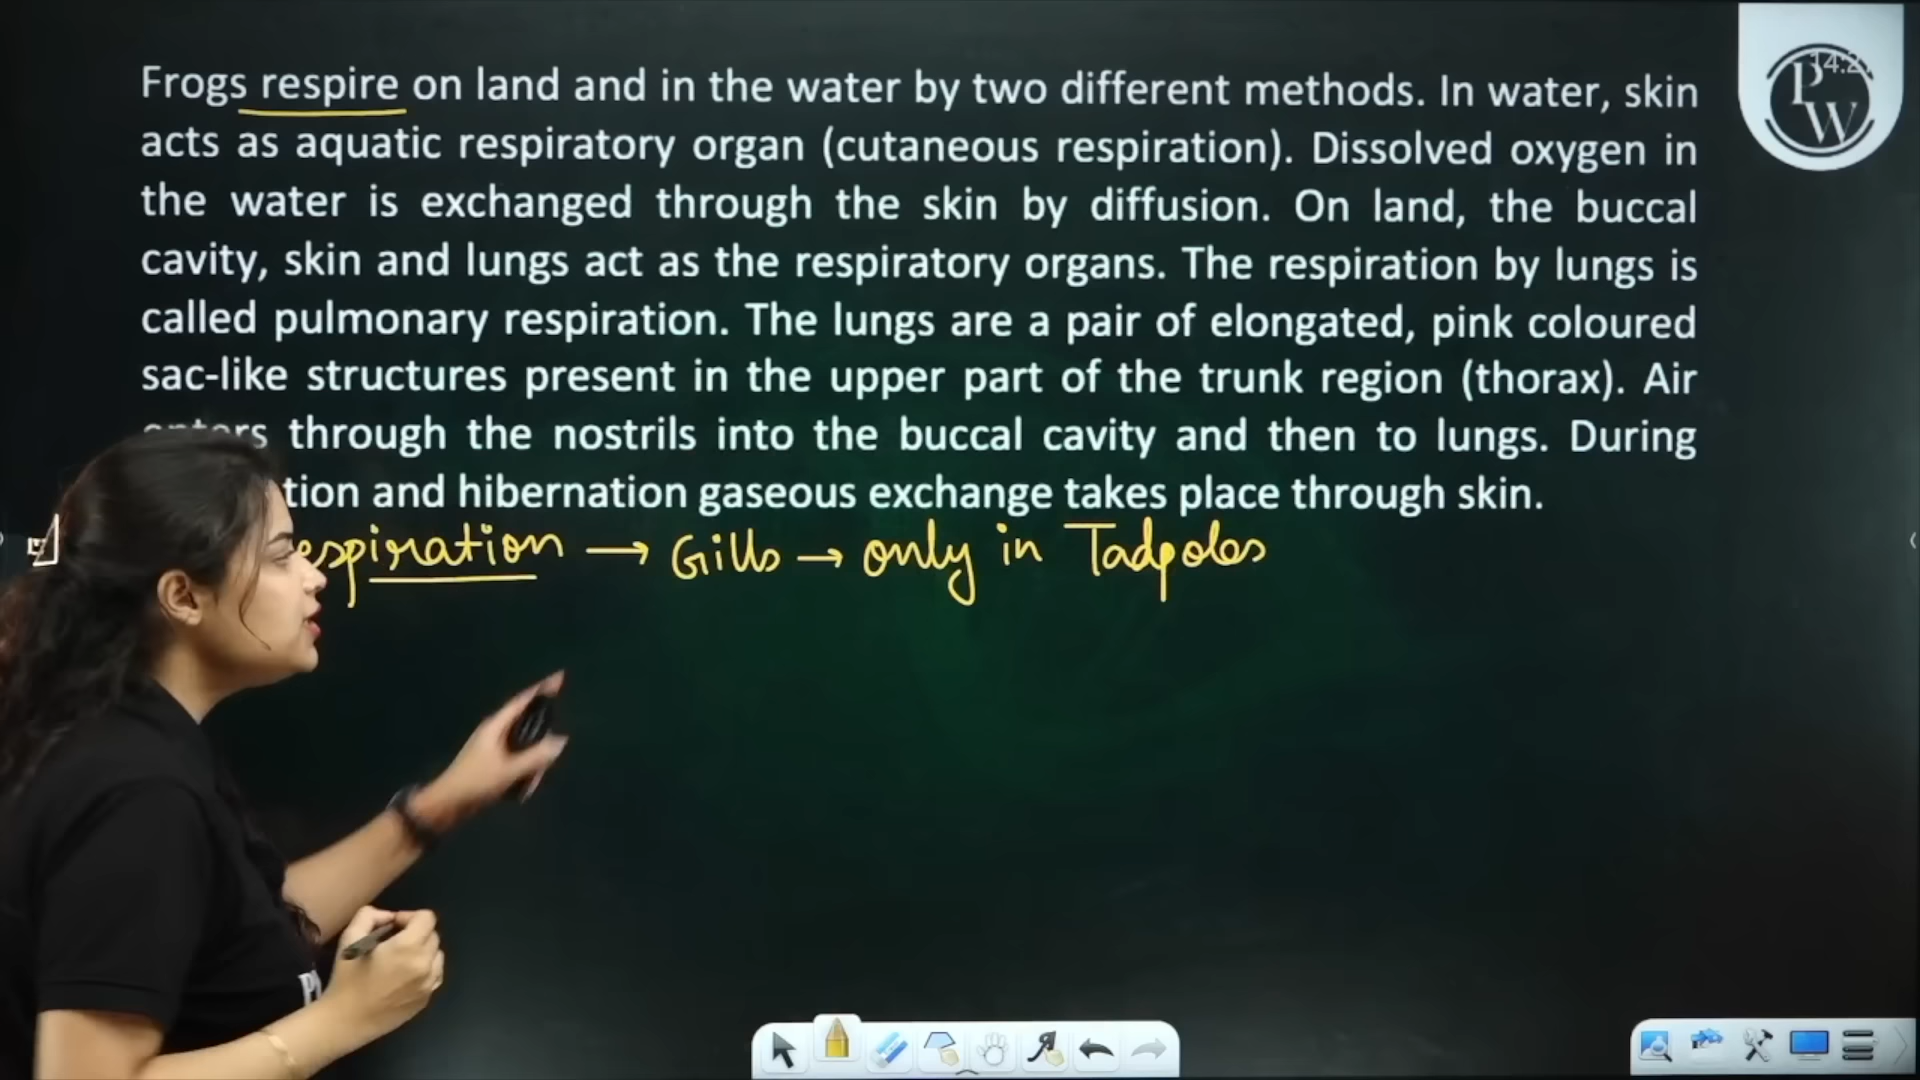 Frogs respire on land and in the water by two different methods. In water, skin
acts as aquatic respiratory organ (cutaneous respiration). Dissolved oxygen in
the water is exchanged through the skin by diffusion. On land, the buccal
cavity, skin and lungs act as the respiratory organs. The respiration by lungs is
called pulmonary respiration. The lungs are a pair of elongated, pink coloured
sac-like structures present in the upper part of the trunk region (thorax). Air
through the nostrils into the buccal cavity and then to lungs. During
tion and hibernation gaseous exchange takes place through skin.
espiration → Gills → only in Tadpoles
PW